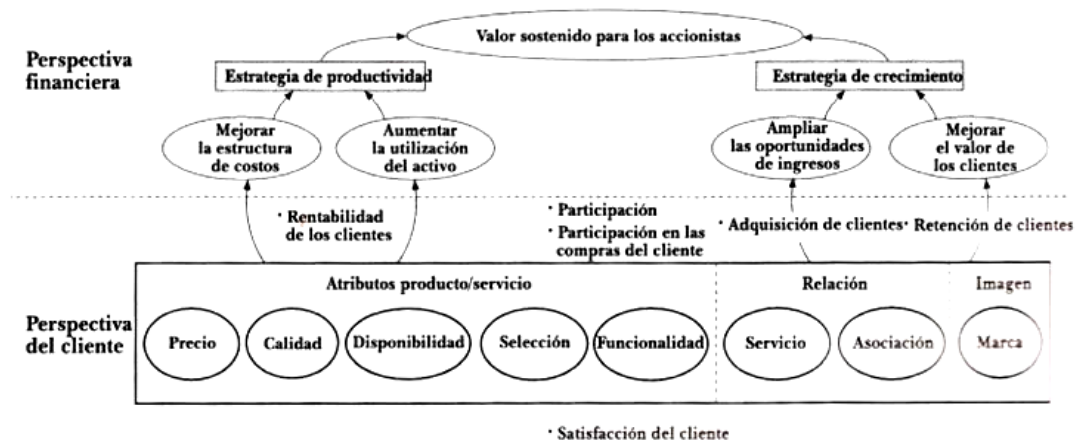 Valor sostenido para los accionistas
Perspectiva
financiera
Estrategia de productividad
Estrategia de crecimiento
Mejorar
la estructura
de costos
Aumentar
la utilización
del activo
Ampliar
las oportunidades
de ingresos
Mejorar
el valor de
los clientes
· Rentabilidad
de los clientes
· Participación
· Participación en las
compras del cliente
· Adquisición de clientes
· Retención de clientes
Perspectiva
del cliente
Atributos producto/servicio
Relación
Imagen
Precio
Calidad
Disponibilidad
Selección
Funcionalidad
Servicio
Asociación
Marca
· Satisfacción del cliente